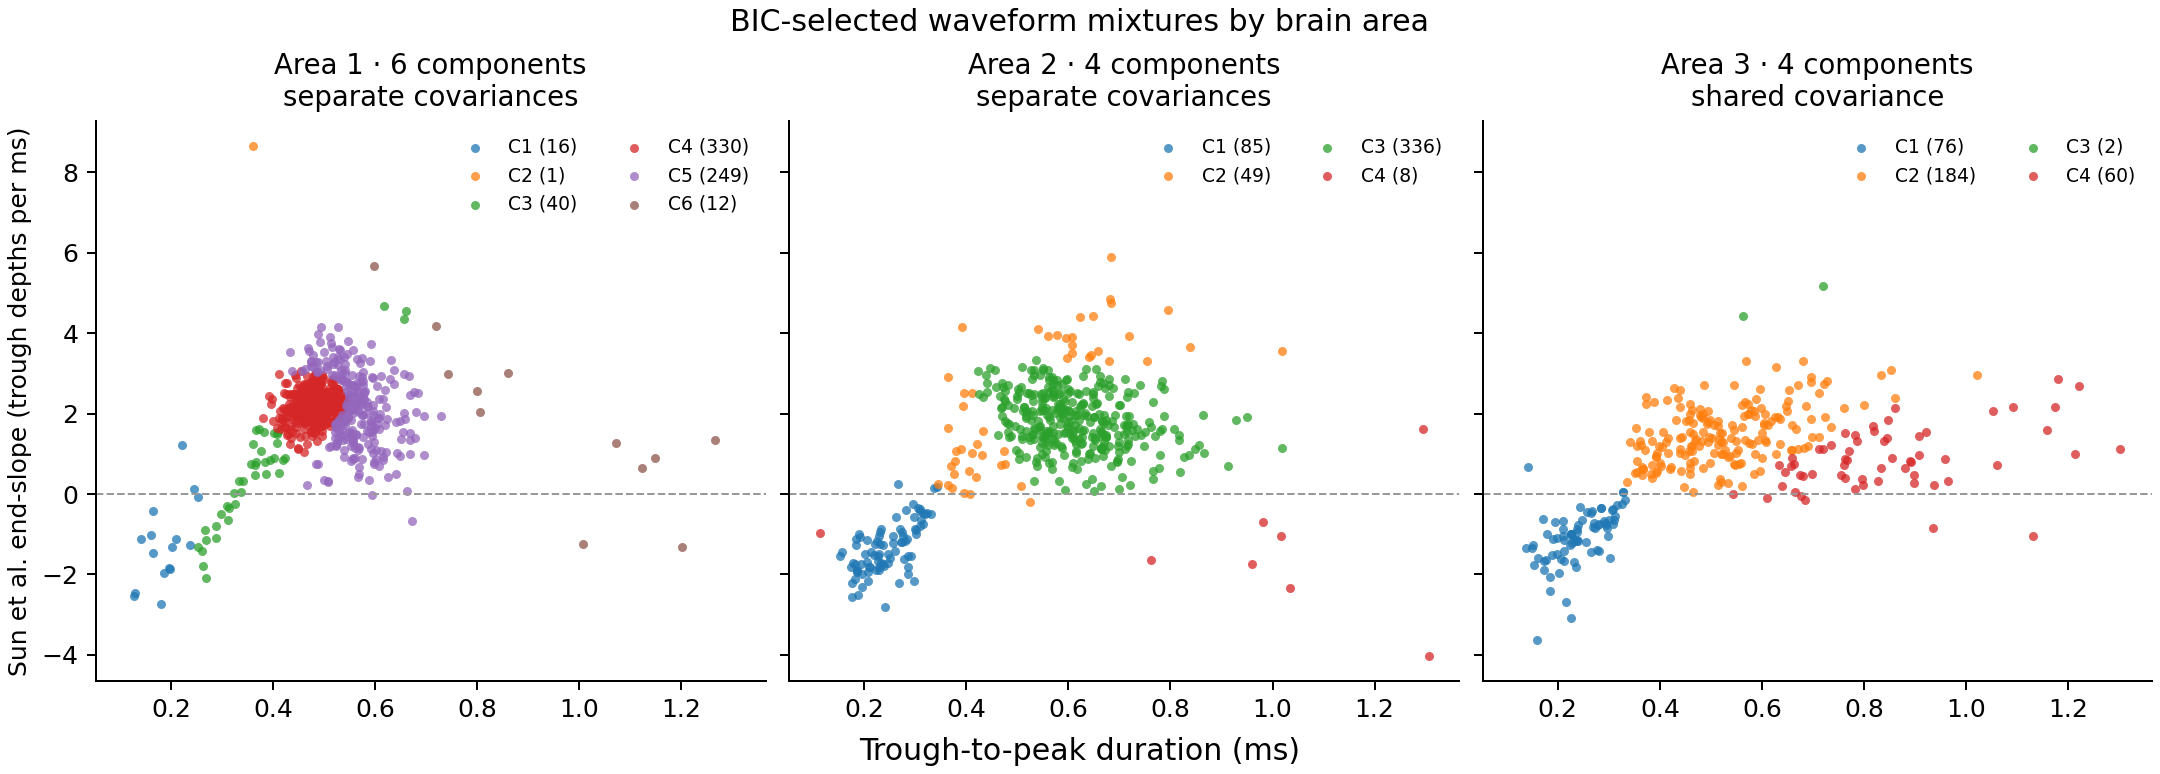 BIC-selected waveform mixtures by brain area
Area 1 · 6 components
separate covariances
Area 2 · 4 components
separate covariances
Area 3 · 4 components
shared covariance
Sun et al. end-slope (trough depths per ms)
8
6
4
2
0
−2
−4
C1 (16)
C2 (1)
C3 (40)
C4 (330)
C5 (249)
C6 (12)
0.2 0.4 0.6 0.8 1.0 1.2
C1 (85)
C2 (49)
C3 (336)
C4 (8)
0.2 0.4 0.6 0.8 1.0 1.2
C1 (76)
C2 (184)
C3 (2)
C4 (60)
0.2 0.4 0.6 0.8 1.0 1.2
Trough-to-peak duration (ms)